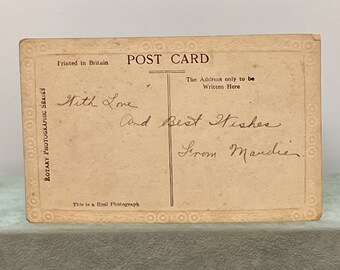 POST CARD
Printed in Britain
The Address only to be
Written Here
ROTARY PHOTOGRAPHIC SERIES
With Love
And Best Wishes
From Maudie
This is a Real Photograph